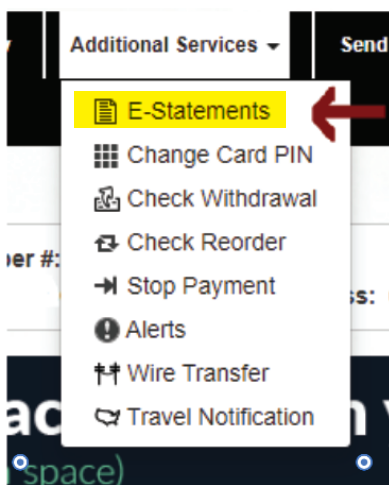 Additional Services
Send
E-Statements
Change Card PIN
Check Withdrawal
Check Reorder
ber #:
Stop Payment
ss:
Alerts
Wire Transfer
Travel Notification
space)